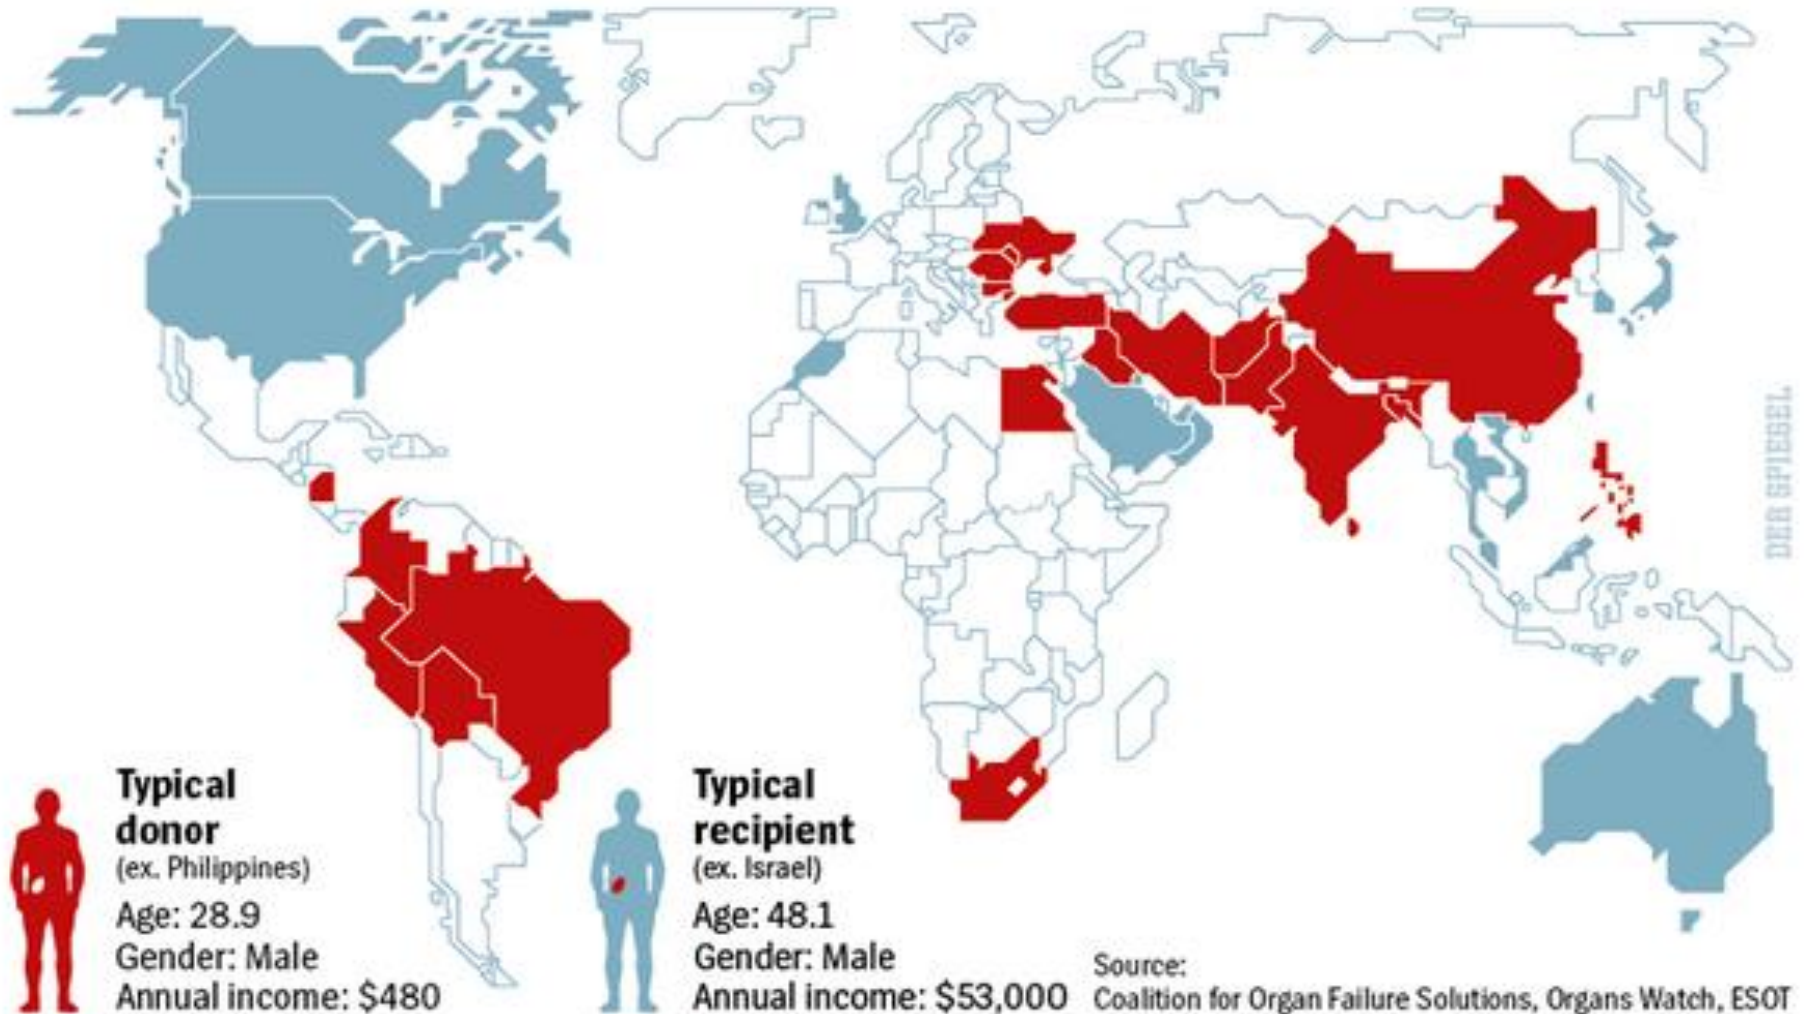 Typical
donor
(ex. Philippines)
Age: 28.9
Gender: Male
Annual income: $480
Typical
recipient
(ex. Israel)
Age: 48.1
Gender: Male
Annual income: $53,000
Source:
Coalition for Organ Failure Solutions, Organs Watch, ESOT
DER SPIEGEL